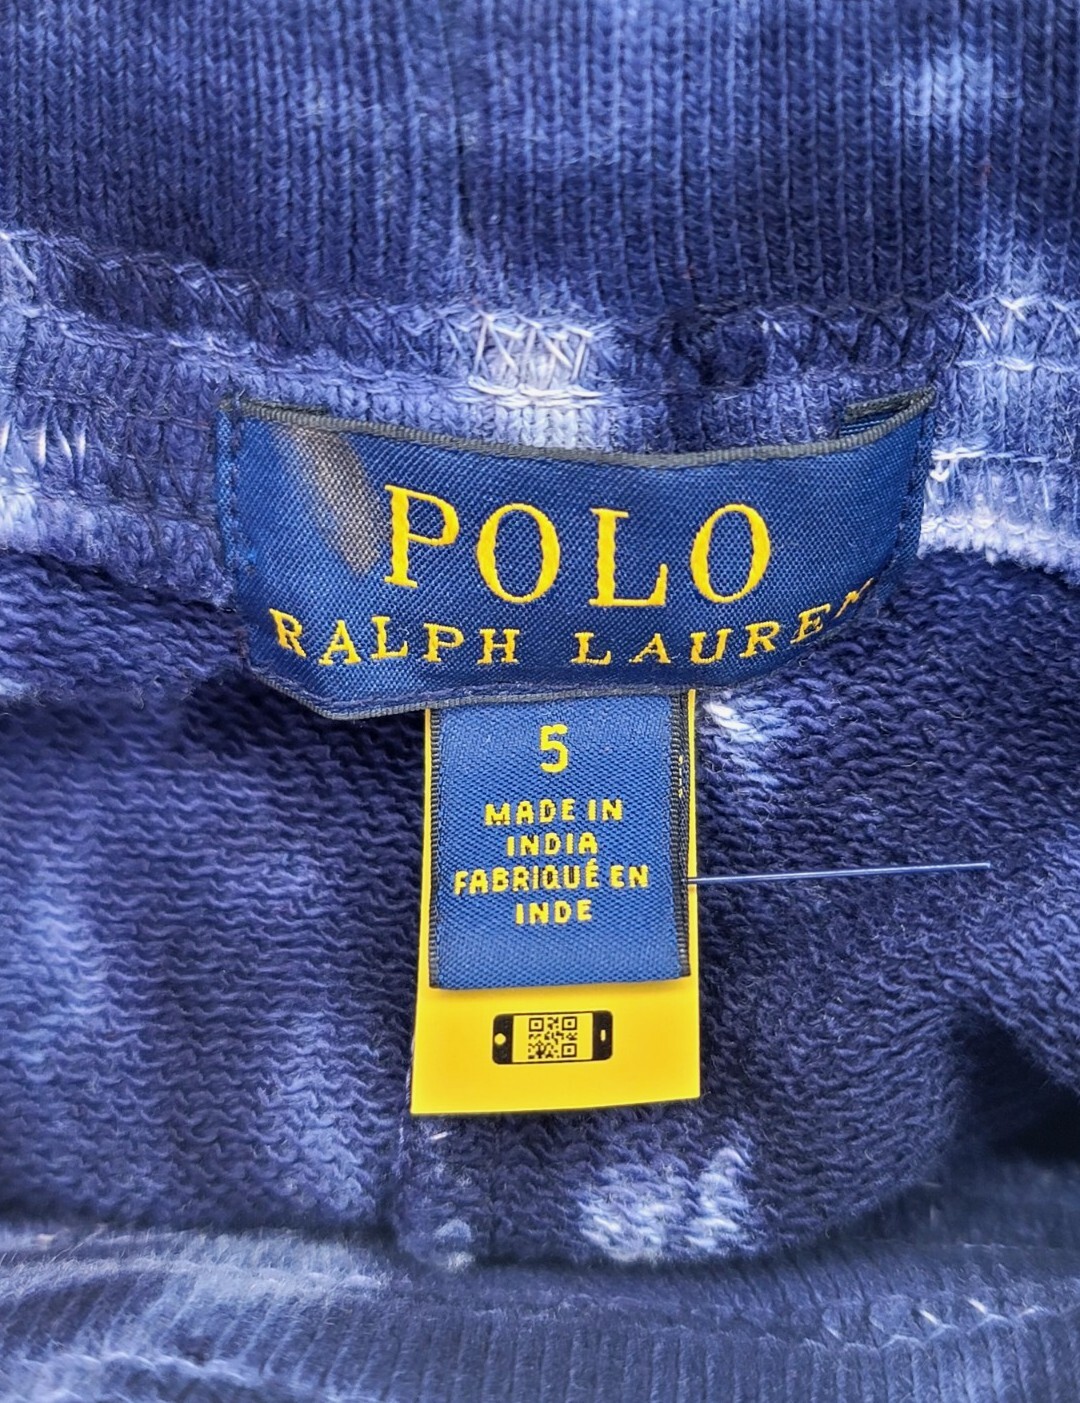 POLO
RALPH LAUREN
5
MADE IN
INDIA
FABRIQUÉ EN
INDE